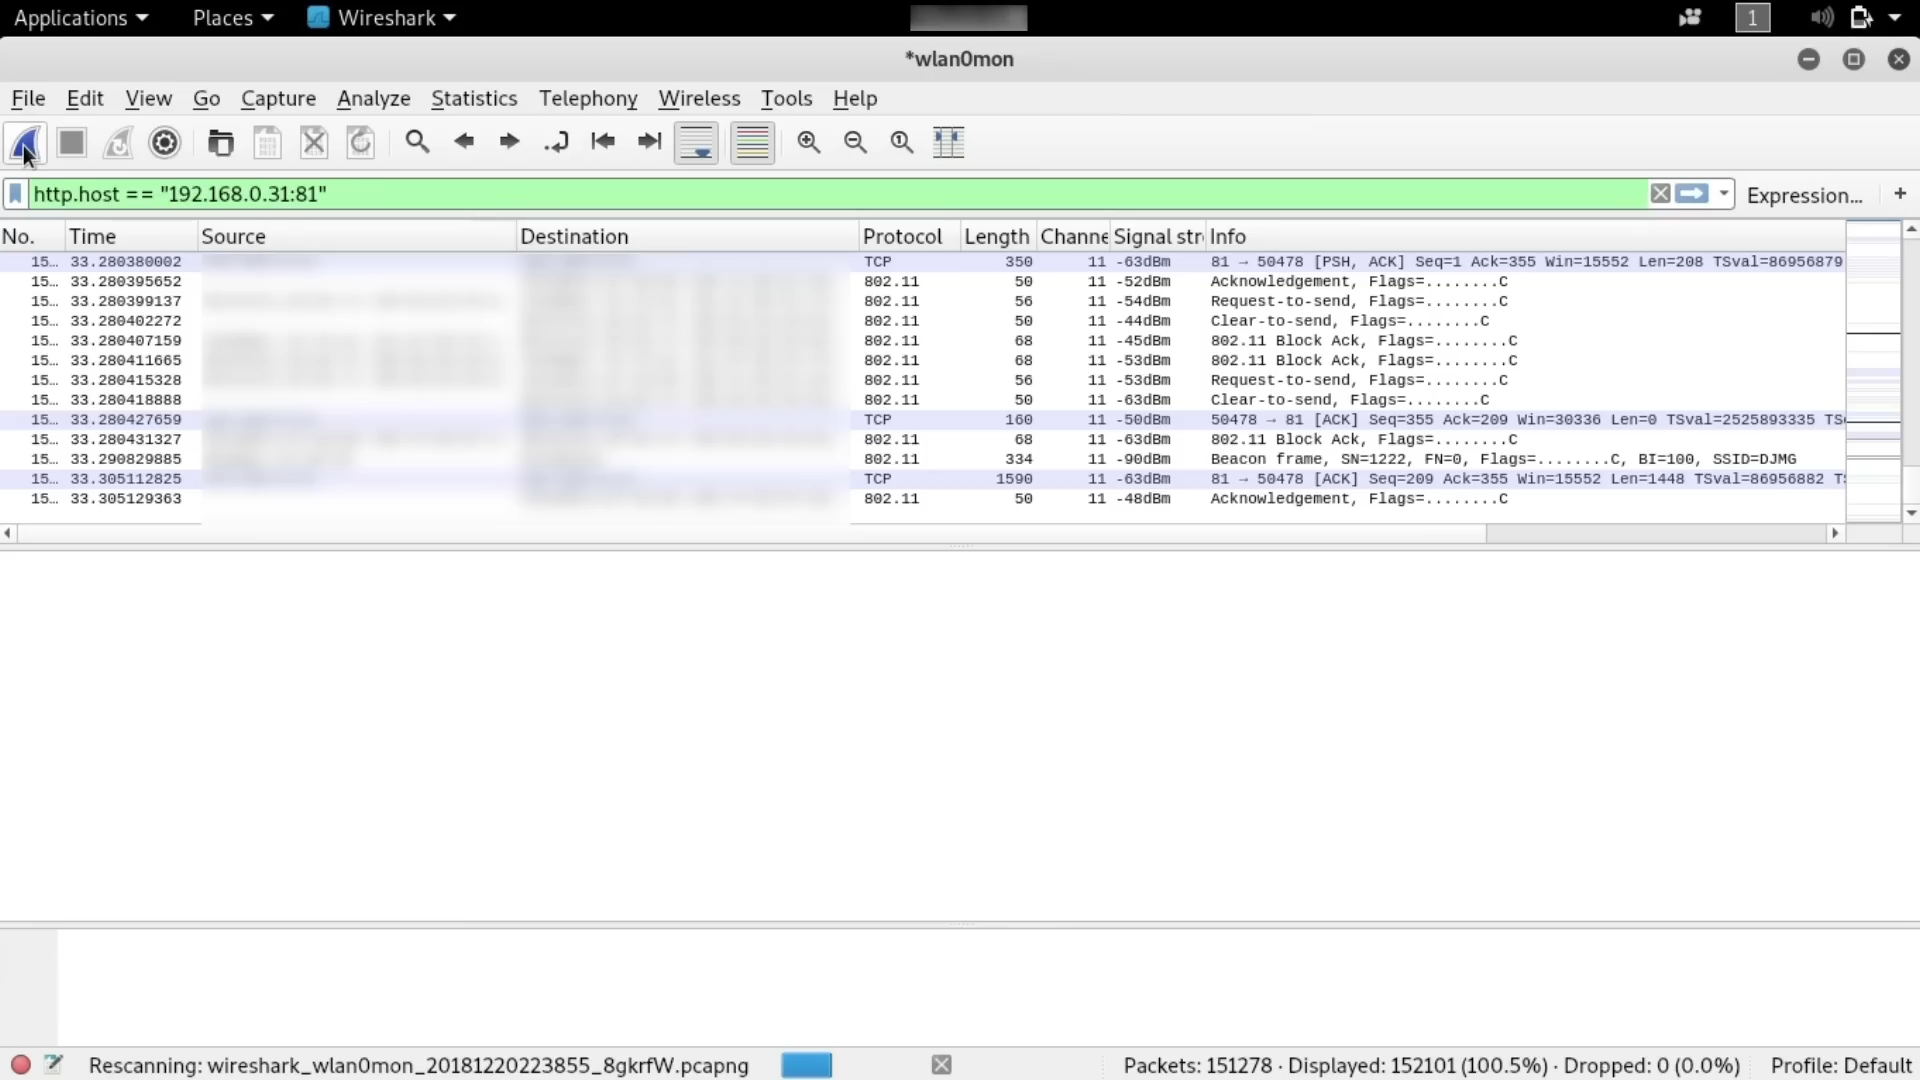 Applications Places Wireshark 1
*wlan0mon
File Edit View Go Capture Analyze Statistics Telephony Wireless Tools Help
http.host == "192.168.0.31:81" Expression... +
No. Time Source Destination Protocol Length Channe Signal str Info
15... 33.280380002 TCP 350 11 -63dBm 81 → 50478 [PSH, ACK] Seq=1 Ack=355 Win=15552 Len=208 TSval=86956879
15... 33.280395652 802.11 50 11 -52dBm Acknowledgement, Flags=........C
15... 33.280399137 802.11 56 11 -54dBm Request-to-send, Flags=........C
15... 33.280402272 802.11 50 11 -44dBm Clear-to-send, Flags=........C
15... 33.280407159 802.11 68 11 -45dBm 802.11 Block Ack, Flags=........C
15... 33.280411665 802.11 68 11 -53dBm 802.11 Block Ack, Flags=........C
15... 33.280415328 802.11 56 11 -53dBm Request-to-send, Flags=........C
15... 33.280418888 802.11 50 11 -63dBm Clear-to-send, Flags=........C
15... 33.280427659 TCP 160 11 -50dBm 50478 → 81 [ACK] Seq=355 Ack=209 Win=30336 Len=0 TSval=2525893335 TS
15... 33.280431327 802.11 68 11 -63dBm 802.11 Block Ack, Flags=........C
15... 33.290829885 802.11 334 11 -90dBm Beacon frame, SN=1222, FN=0, Flags=........C, BI=100, SSID=DJMG
15... 33.305112825 TCP 1590 11 -63dBm 81 → 50478 [ACK] Seq=209 Ack=355 Win=15552 Len=1448 TSval=86956882 T
15... 33.305129363 802.11 50 11 -48dBm Acknowledgement, Flags=........C
Rescanning: wireshark_wlan0mon_20181220223855_8gkrfW.pcapng Packets: 151278 · Displayed: 152101 (100.5%) · Dropped: 0 (0.0%) Profile: Default